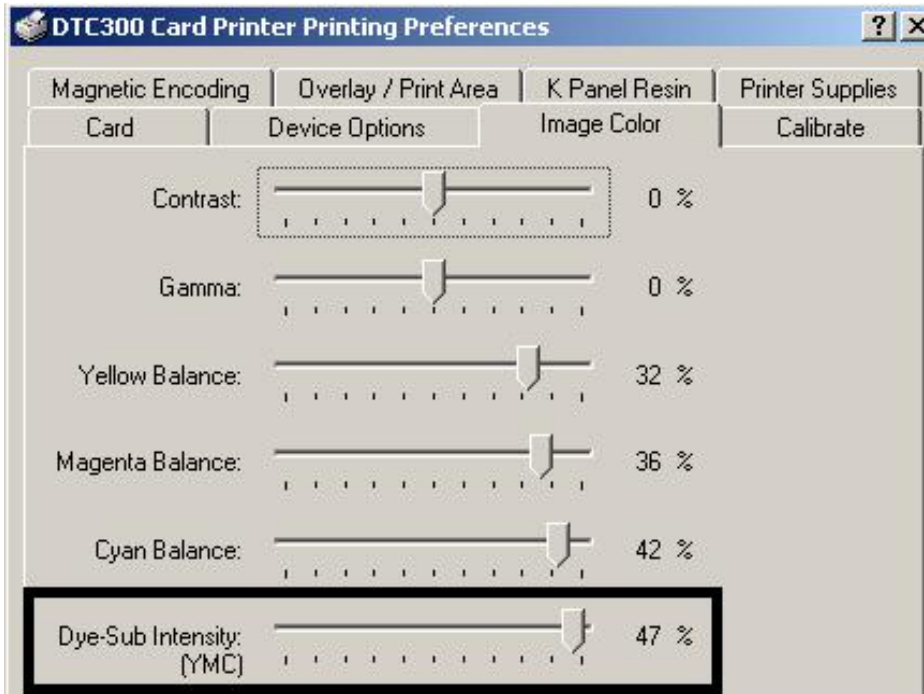 DTC300 Card Printer Printing Preferences
Magnetic Encoding Overlay / Print Area K Panel Resin Printer Supplies
Card Device Options Image Color Calibrate
Contrast: 0 %
Gamma: 0 %
Yellow Balance: 32 %
Magenta Balance: 36 %
Cyan Balance: 42 %
Dye-Sub Intensity: 47 %
(YMC)